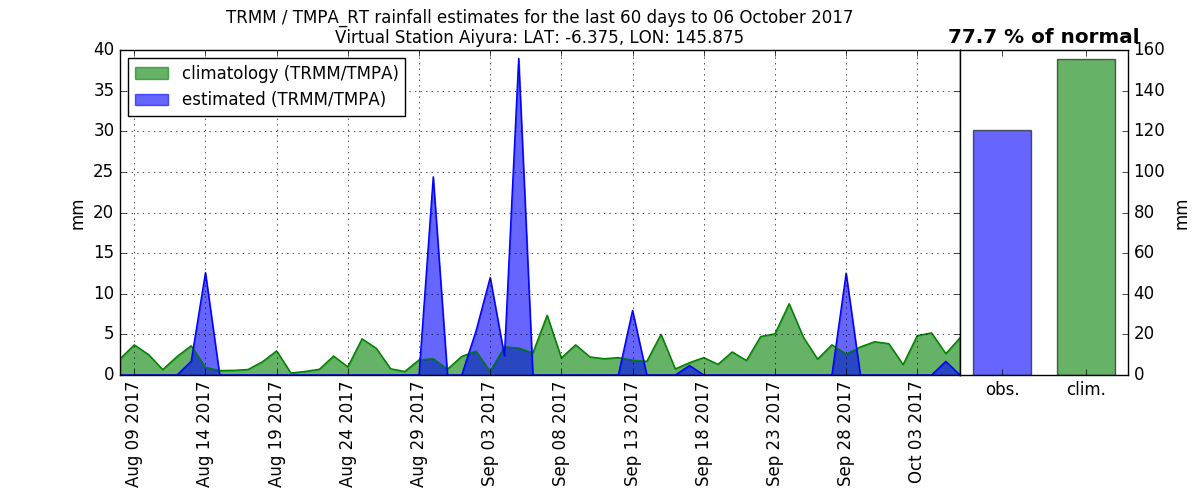 TRMM / TMPA_RT rainfall estimates for the last 60 days to 06 October 2017
Virtual Station Aiyura: LAT: -6.375, LON: 145.875
77.7 % of normal
climatology (TRMM/TMPA)
estimated (TRMM/TMPA)
40
35
30
25
20
15
10
5
0
mm
Aug 09 2017
Aug 14 2017
Aug 19 2017
Aug 24 2017
Aug 29 2017
Sep 03 2017
Sep 08 2017
Sep 13 2017
Sep 18 2017
Sep 23 2017
Sep 28 2017
Oct 03 2017
obs.
clim.
160
140
120
100
80
60
40
20
0
mm